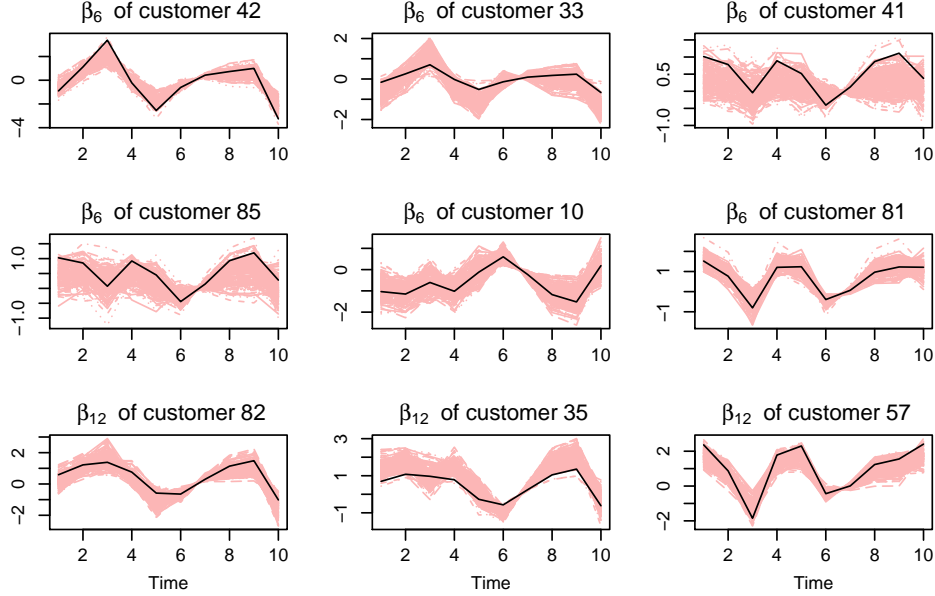 β6 of customer 42
0
-4
2 4 6 8 10
β6 of customer 33
2
0
-2
2 4 6 8 10
β6 of customer 41
0.5
-1.0
2 4 6 8 10
β6 of customer 85
1.0
-1.0
2 4 6 8 10
β6 of customer 10
0
-2
2 4 6 8 10
β6 of customer 81
1
-1
2 4 6 8 10
β12 of customer 82
2
0
-2
2 4 6 8 10
Time
β12 of customer 35
3
1
-1
2 4 6 8 10
Time
β12 of customer 57
2
0
-2
2 4 6 8 10
Time